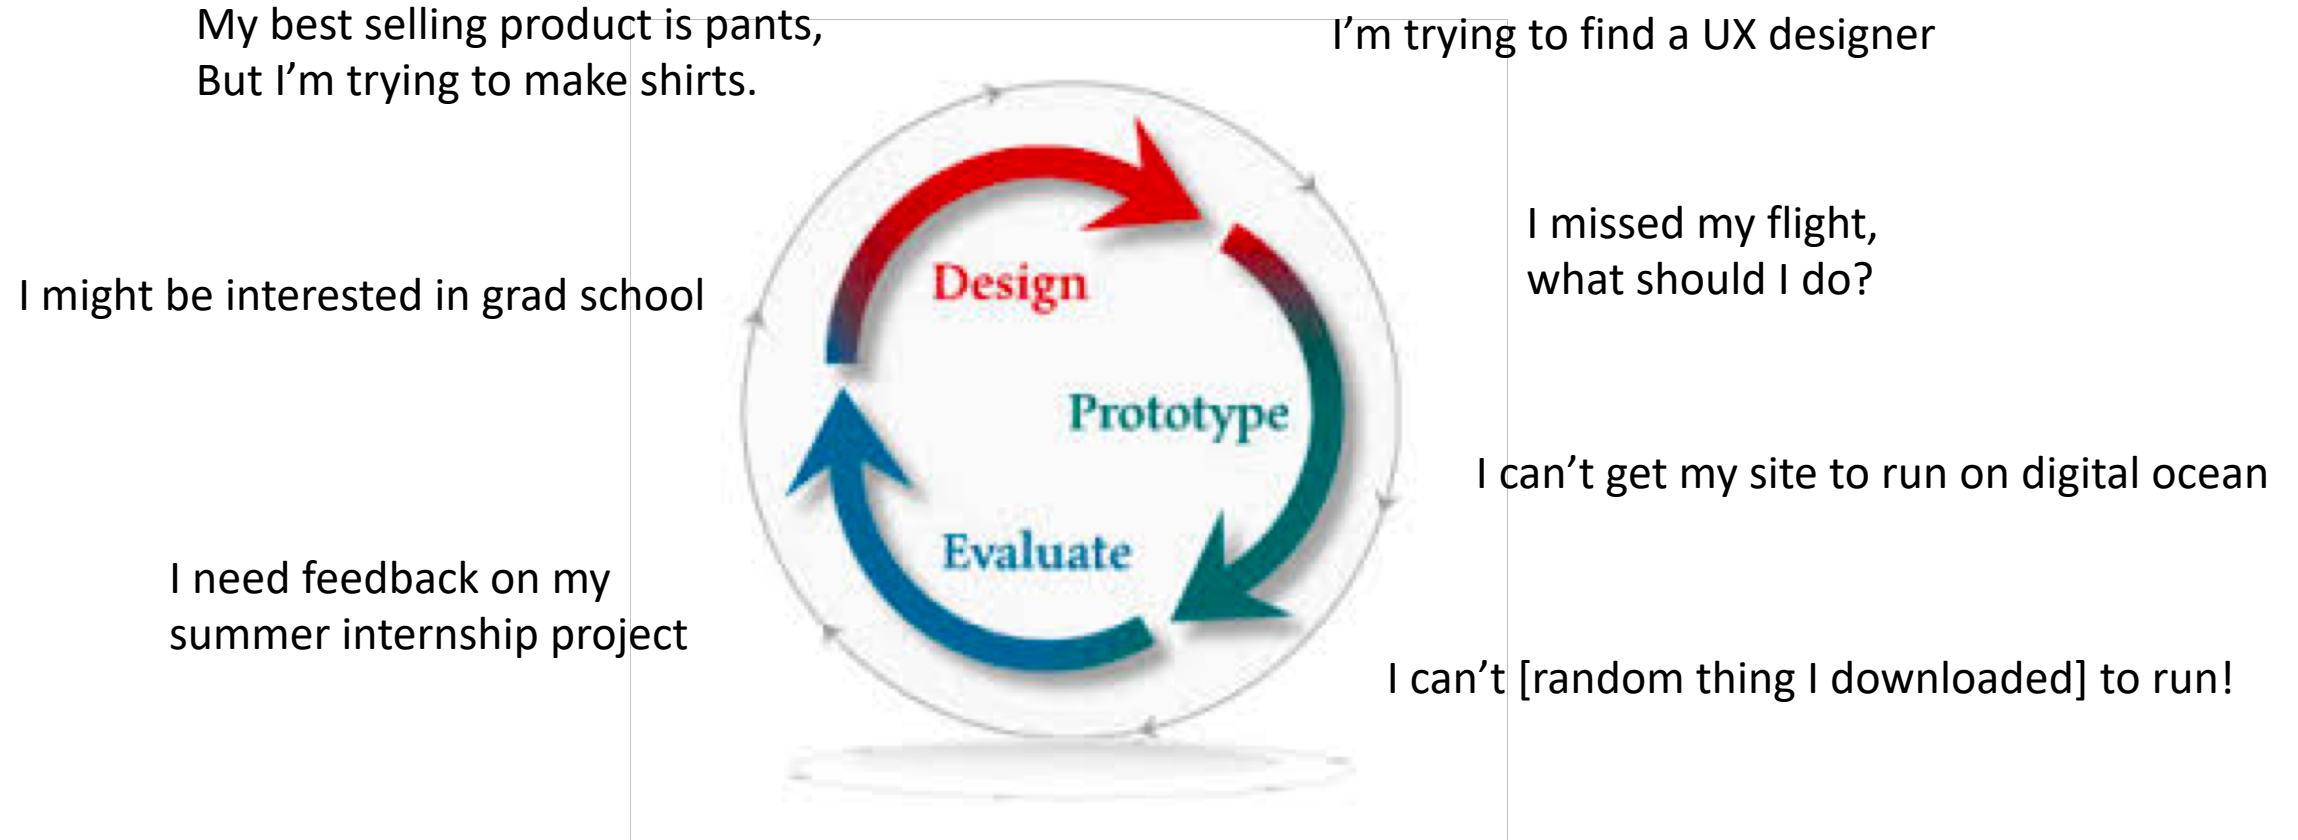 My best selling product is pants,
But I'm trying to make shirts.
I'm trying to find a UX designer
I missed my flight,
what should I do?
I might be interested in grad school
Design
Prototype
I can't get my site to run on digital ocean
Evaluate
I need feedback on my
summer internship project
I can't [random thing I downloaded] to run!